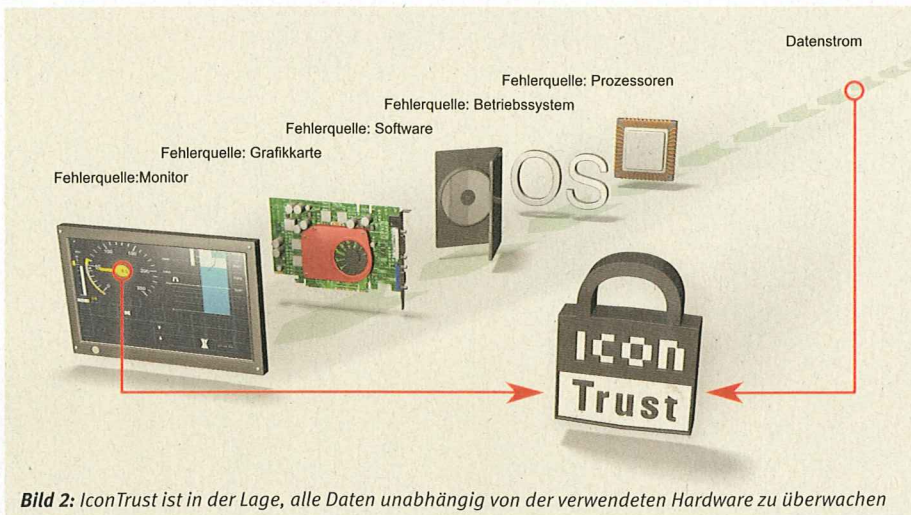 Datenstrom
Fehlerquelle: Prozessoren
Fehlerquelle: Betriebssystem
Fehlerquelle: Software
Fehlerquelle: Grafikkarte
Fehlerquelle:Monitor
OS
Icon
Trust
Bild 2: IconTrust ist in der Lage, alle Daten unabhängig von der verwendeten Hardware zu überwachen